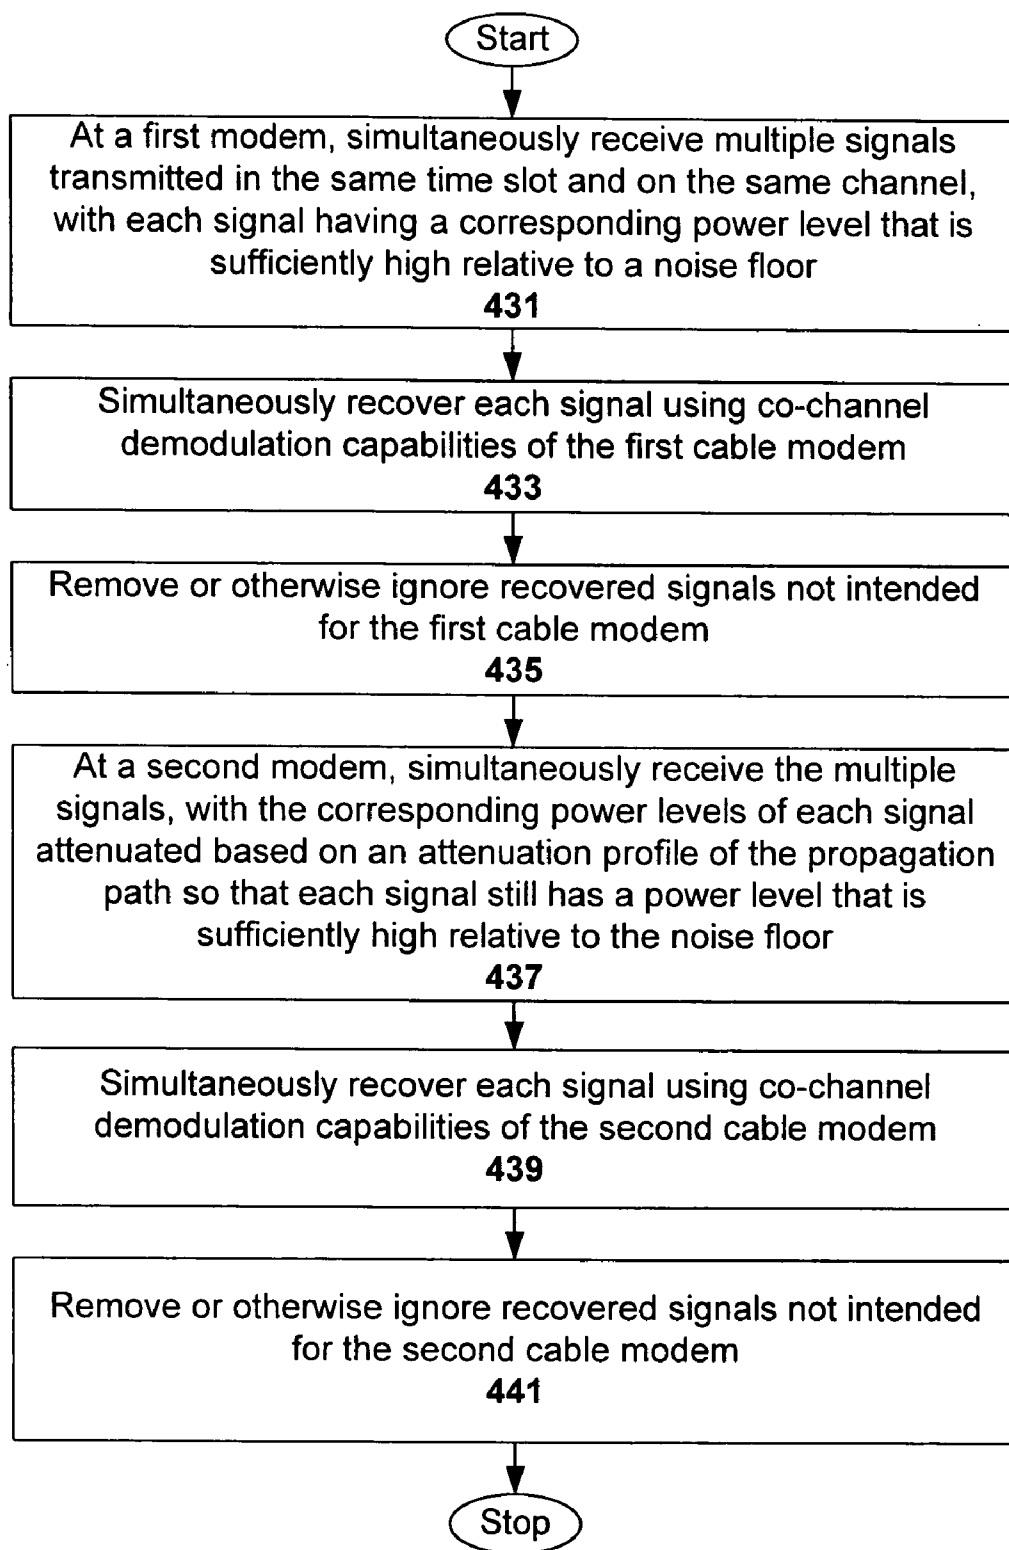 Start
At a first modem, simultaneously receive multiple signals
transmitted in the same time slot and on the same channel,
with each signal having a corresponding power level that is
sufficiently high relative to a noise floor
431
Simultaneously recover each signal using co-channel
demodulation capabilities of the first cable modem
433
Remove or otherwise ignore recovered signals not intended
for the first cable modem
435
At a second modem, simultaneously receive the multiple
signals, with the corresponding power levels of each signal
attenuated based on an attenuation profile of the propagation
path so that each signal still has a power level that is
sufficiently high relative to the noise floor
437
Simultaneously recover each signal using co-channel
demodulation capabilities of the second cable modem
439
Remove or otherwise ignore recovered signals not intended
for the second cable modem
441
Stop